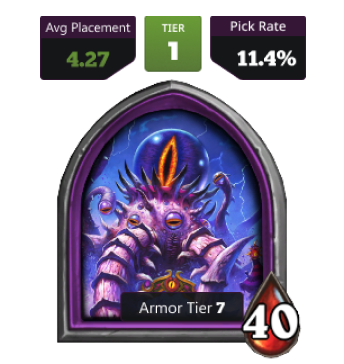 Avg Placement
4.27
TIER
1
Pick Rate
11.4%
Armor Tier 7
40